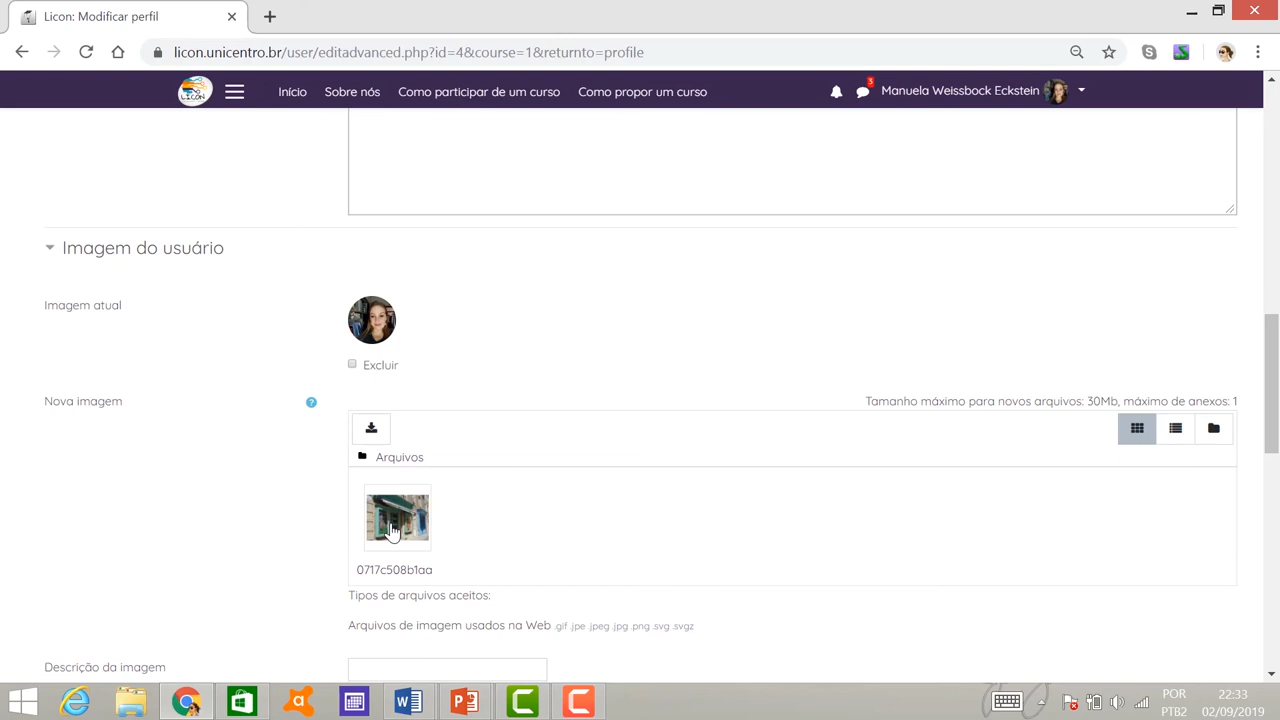 Licon: Modificar perfil
licon.unicentro.br/user/editadvanced.php?id=4&course=1&returnto=profile
LICON
Início
Sobre nós
Como participar de um curso
Como propor um curso
3
Manuela Weissbock Eckstein
Imagem do usuário
Imagem atual
Excluir
Nova imagem
Tamanho máximo para novos arquivos: 30Mb, máximo de anexos: 1
Arquivos
0717c508b1aa
Tipos de arquivos aceitos:
Arquivos de imagem usados na Web .gif .jpe .jpeg .jpg .png .svg .svgz
Descrição da imagem
POR
PTB2
22:33
02/09/2019